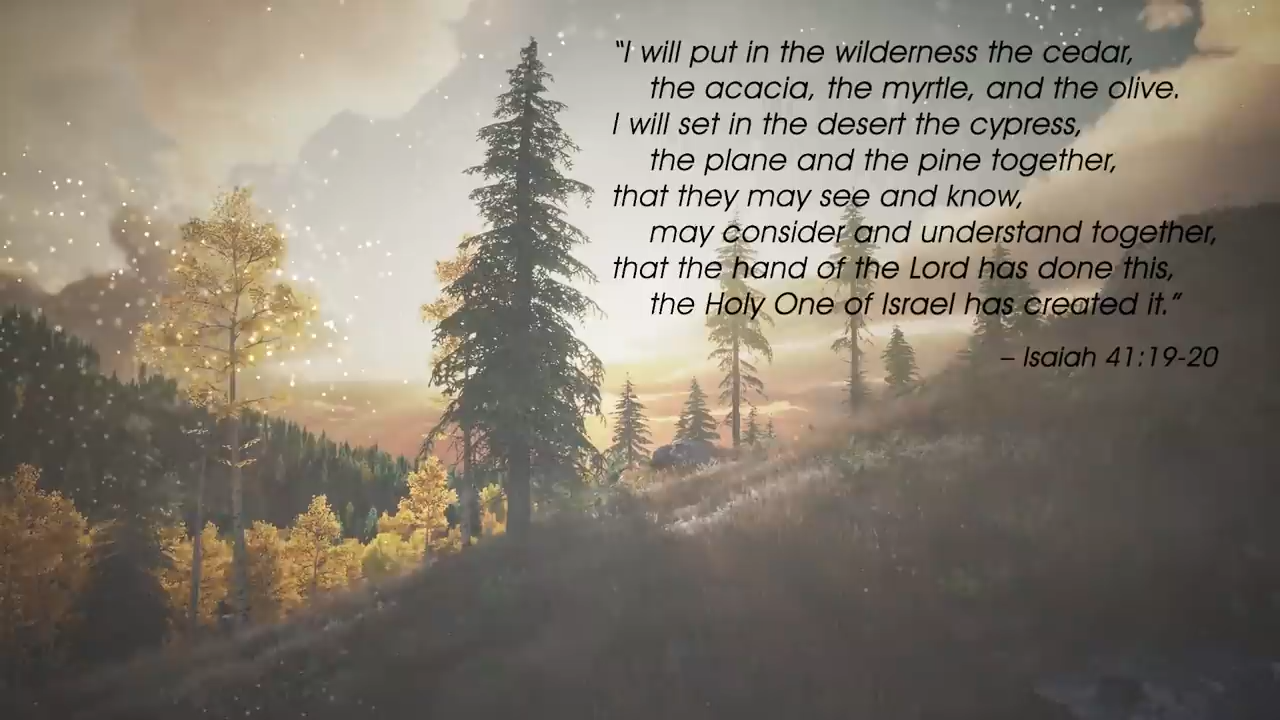 “I will put in the wilderness the cedar,
the acacia, the myrtle, and the olive.
I will set in the desert the cypress,
the plane and the pine together,
that they may see and know,
may consider and understand together,
that the hand of the Lord has done this,
the Holy One of Israel has created it.”
– Isaiah 41:19-20